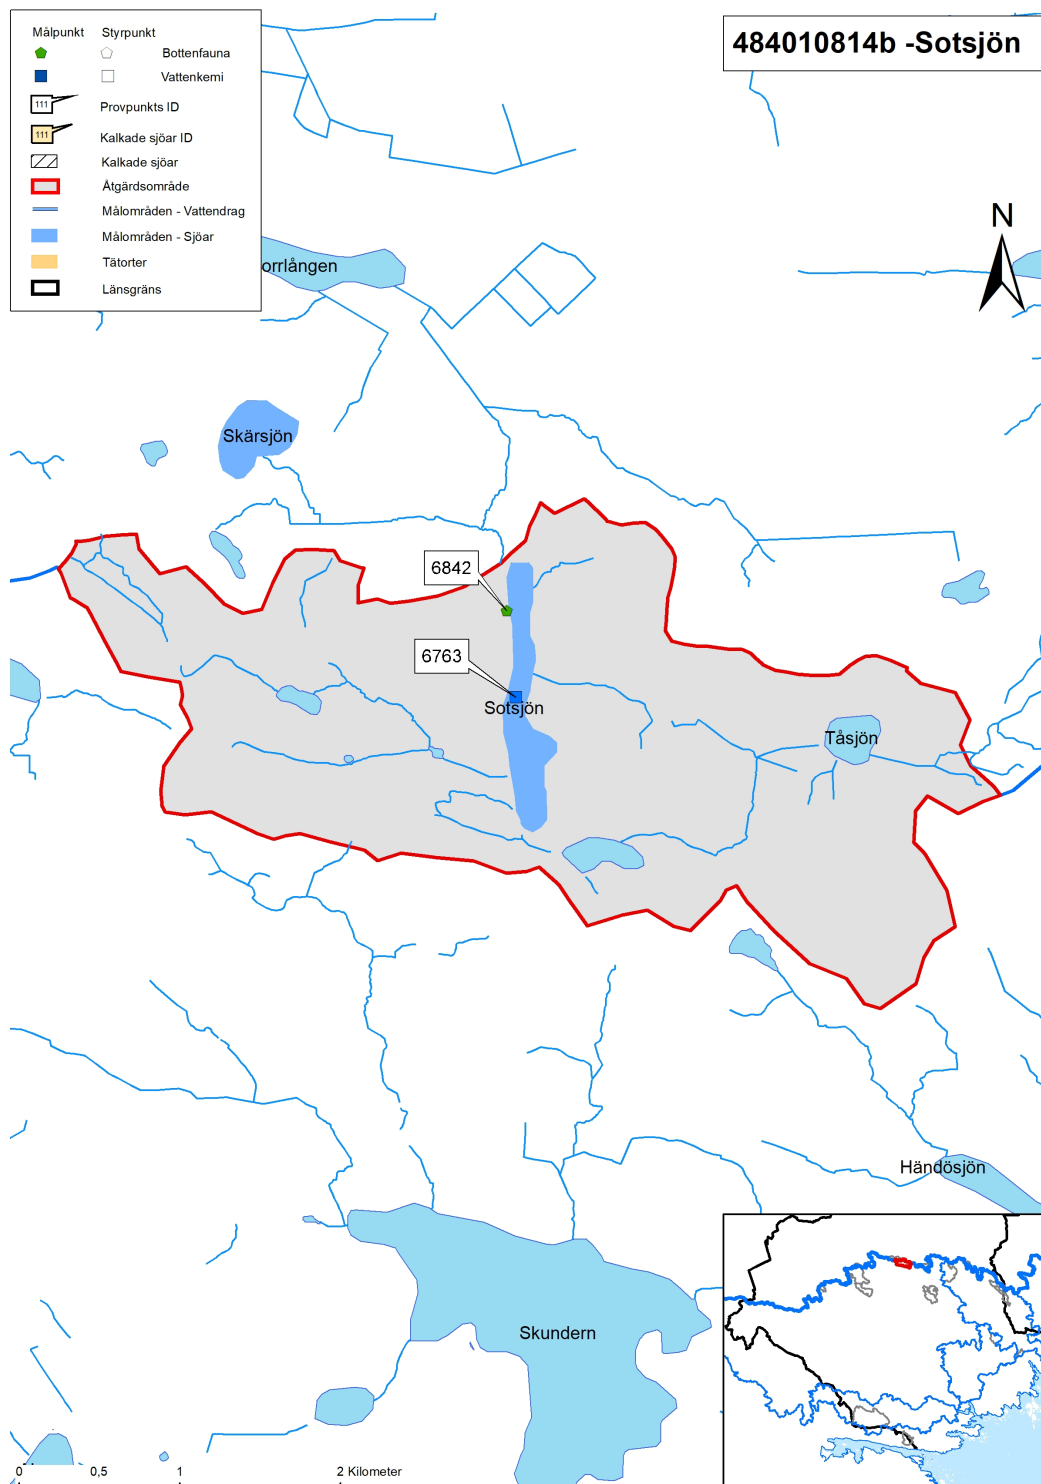 484010814b -Sotsjön
Målpunkt Styrpunkt
Bottenfauna
Vattenkemi
111 Provpunkts ID
111 Kalkade sjöar ID
Kalkade sjöar
Åtgärdsområde
Målområden - Vattendrag
Målområden - Sjöar
Tätorter
Länsgräns
N
orrlången
Skärsjön
6842
6763
Sotsjön
Tåsjön
Händösjön
Skundern
0 0,5 1 2 Kilometer